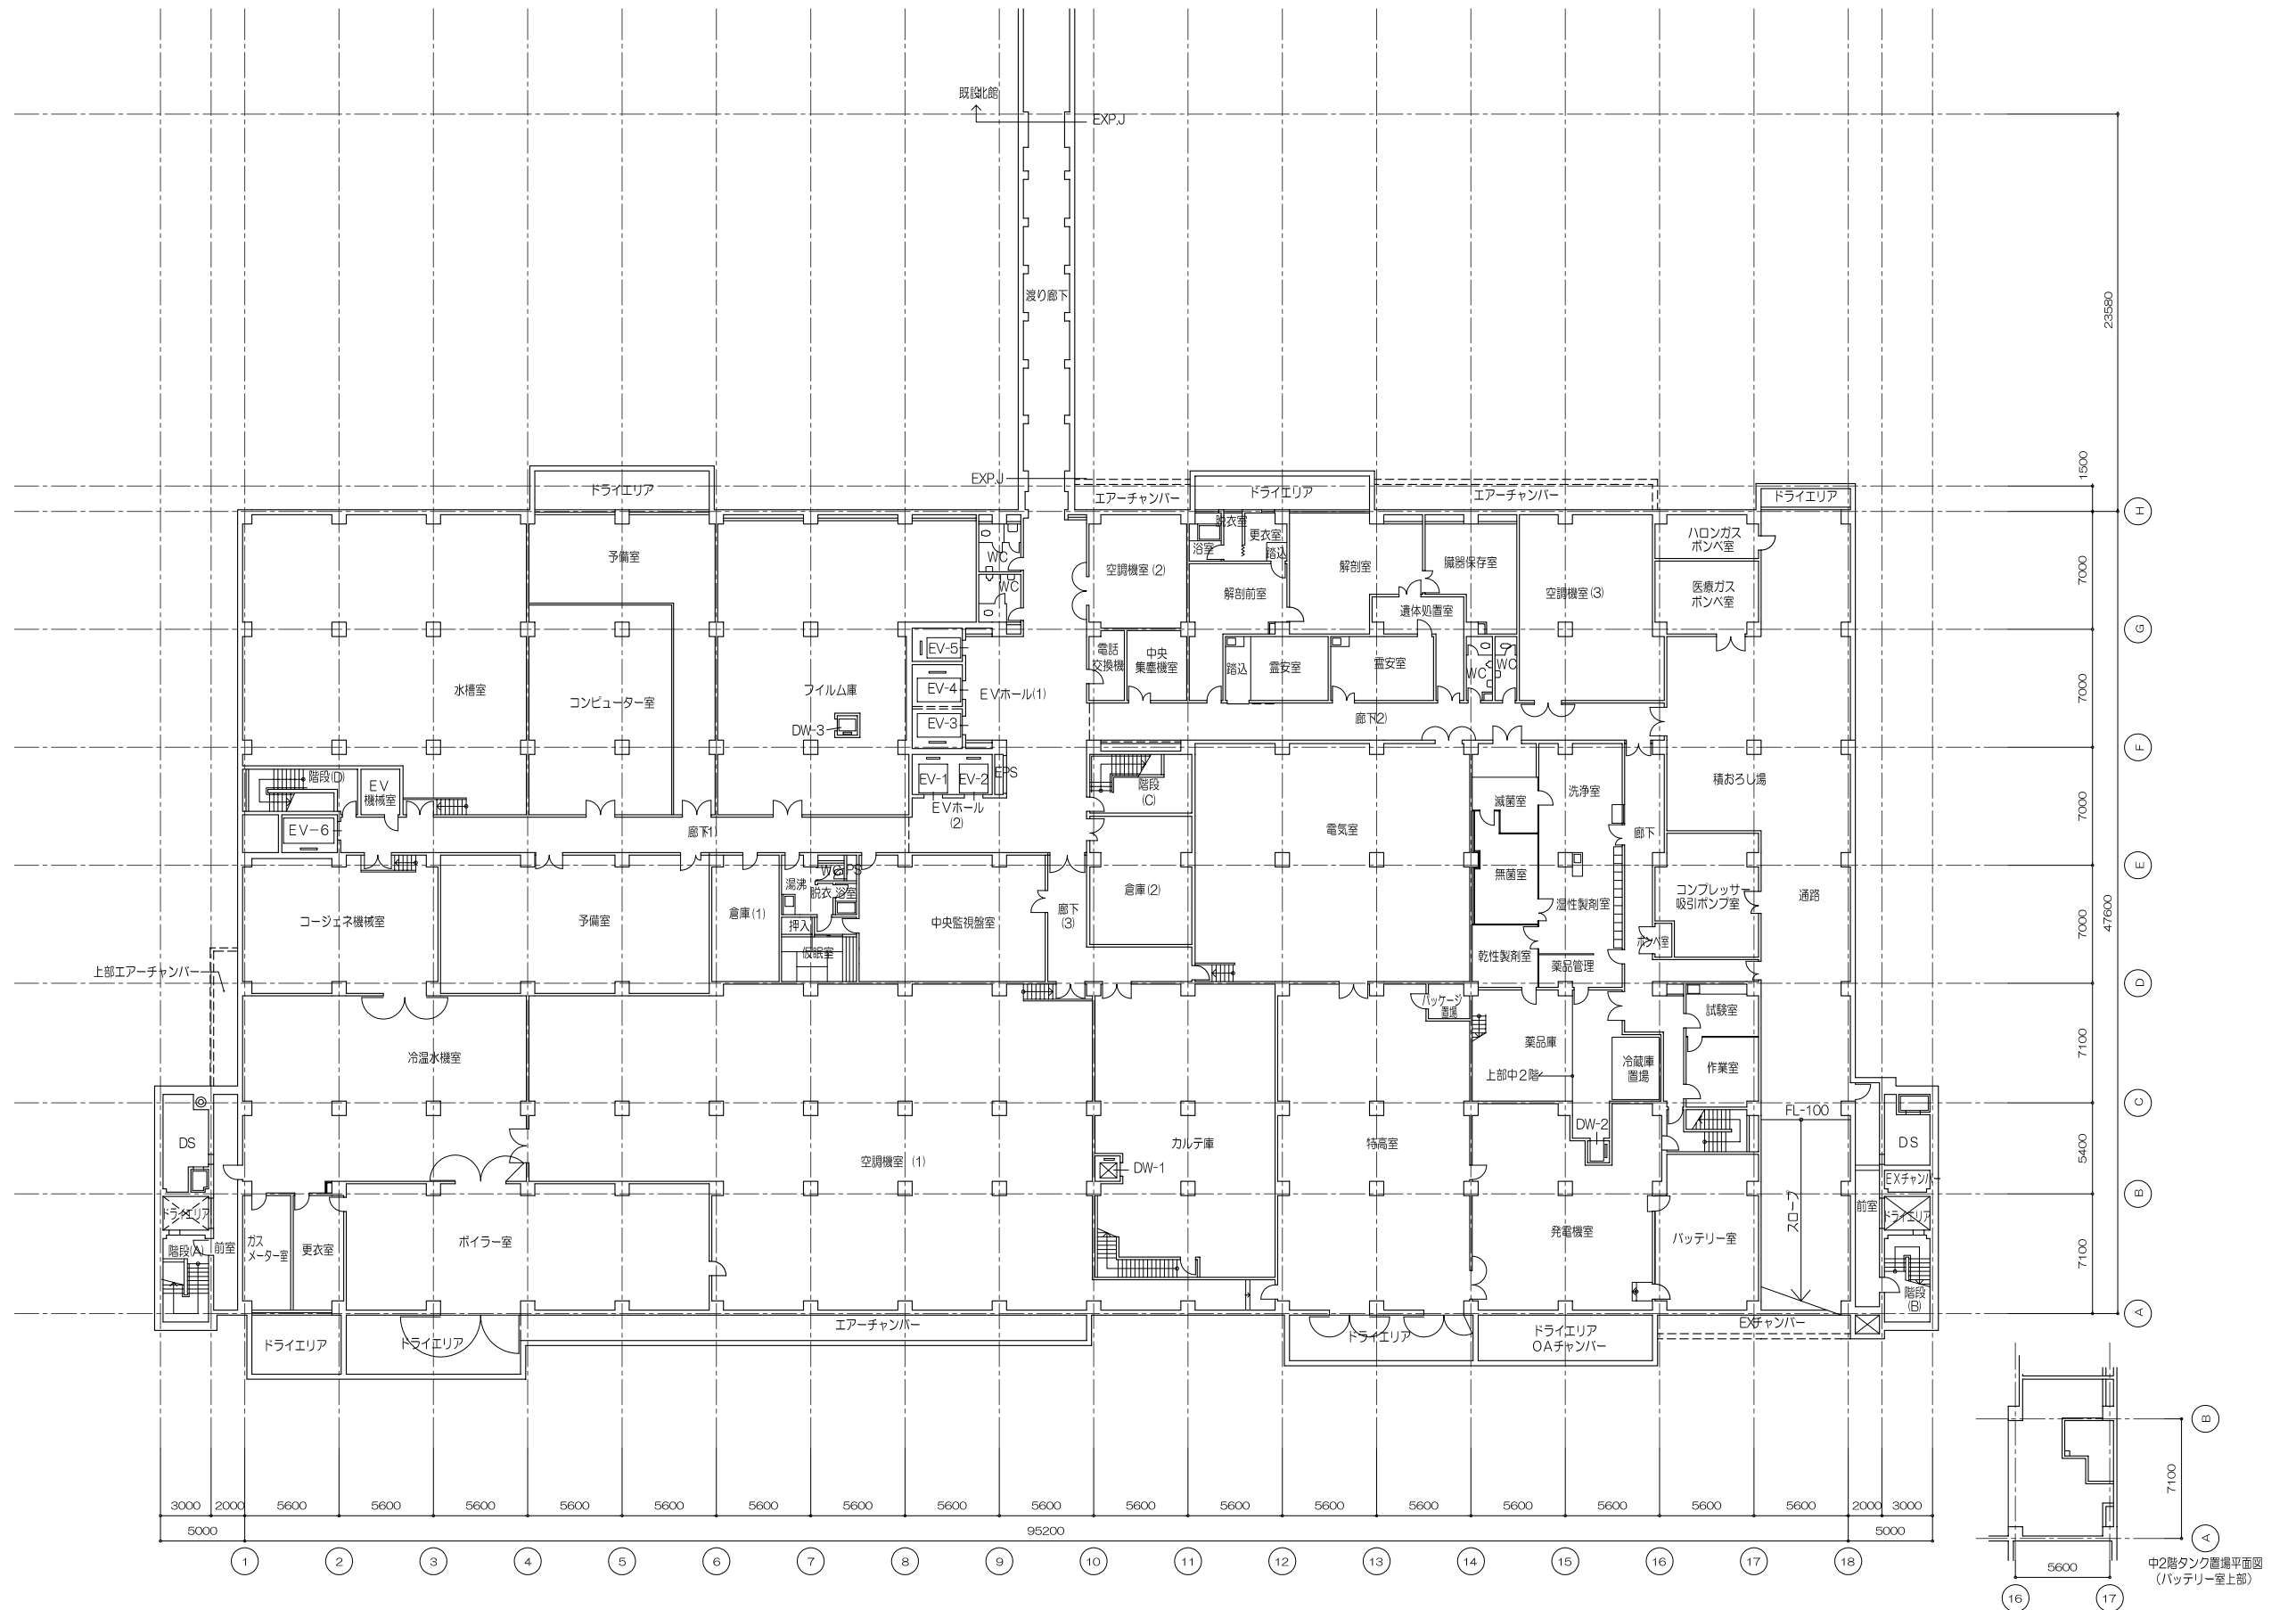 既設北館
EXP.J
渡り廊下
23580
1500
EXP.J
ドライエリア
エアーチャンバー
ドライエリア
エアーチャンバー
ドライエリア
H
予備室
WC
WC
空調機室(2)
脱衣室
浴室
更衣室
踏込
解剖前室
解剖室
臓器保存室
遺体処置室
空調機室(3)
ハロンガス
ボンベ室
医療ガス
ボンベ室
7000
G
水槽室
コンピューター室
フイルム庫
DW-3
EV-5
EV-4
EV-3
EVホール(1)
電話
交換機
中央
集塵機室
踏込
霊安室
霊安室
WC
WC
廊下2)
7000
F
階段(D)
EV
機械室
EV-6
廊下1)
EV-1
EV-2
EPS
EVホール
(2)
階段
(C)
電気室
滅菌室
洗浄室
廊下
積おろし場
7000
E
コージェネ機械室
予備室
倉庫(1)
湯沸
WC
PS
脱衣
浴室
押入
仮眠室
中央監視盤室
廊下
(3)
倉庫(2)
無菌室
湿性製剤室
乾性製剤室
薬品管理
コンプレッサー
吸引ポンプ室
ボンベ室
通路
7000
47600
D
上部エアーチャンバー
冷温水機室
パッケージ
置場
薬品庫
上部中2階
冷蔵庫
置場
試験室
作業室
7100
C
FL-100
DS
空調機室 (1)
カルテ庫
DW-1
特高室
DW-2
DS
EXチャンバー
5400
B
ドライエリア
階段(A)
前室
ガス
メーター室
更衣室
ボイラー室
発電機室
バッテリー室
スロープ
前室
ドライエリア
階段
(B)
7100
A
ドライエリア
ドライエリア
エアーチャンバー
ドライエリア
ドライエリア
OAチャンバー
EXチャンバー
3000 2000 5600 5600 5600 5600 5600 5600 5600 5600 5600 5600 5600 5600 5600 5600 5600 5600 5600 2000 3000
5000 95200 5000
1 2 3 4 5 6 7 8 9 10 11 12 13 14 15 16 17 18
B
7100
A
5600
16 17
中2階タンク置場平面図
(バッテリー室上部)